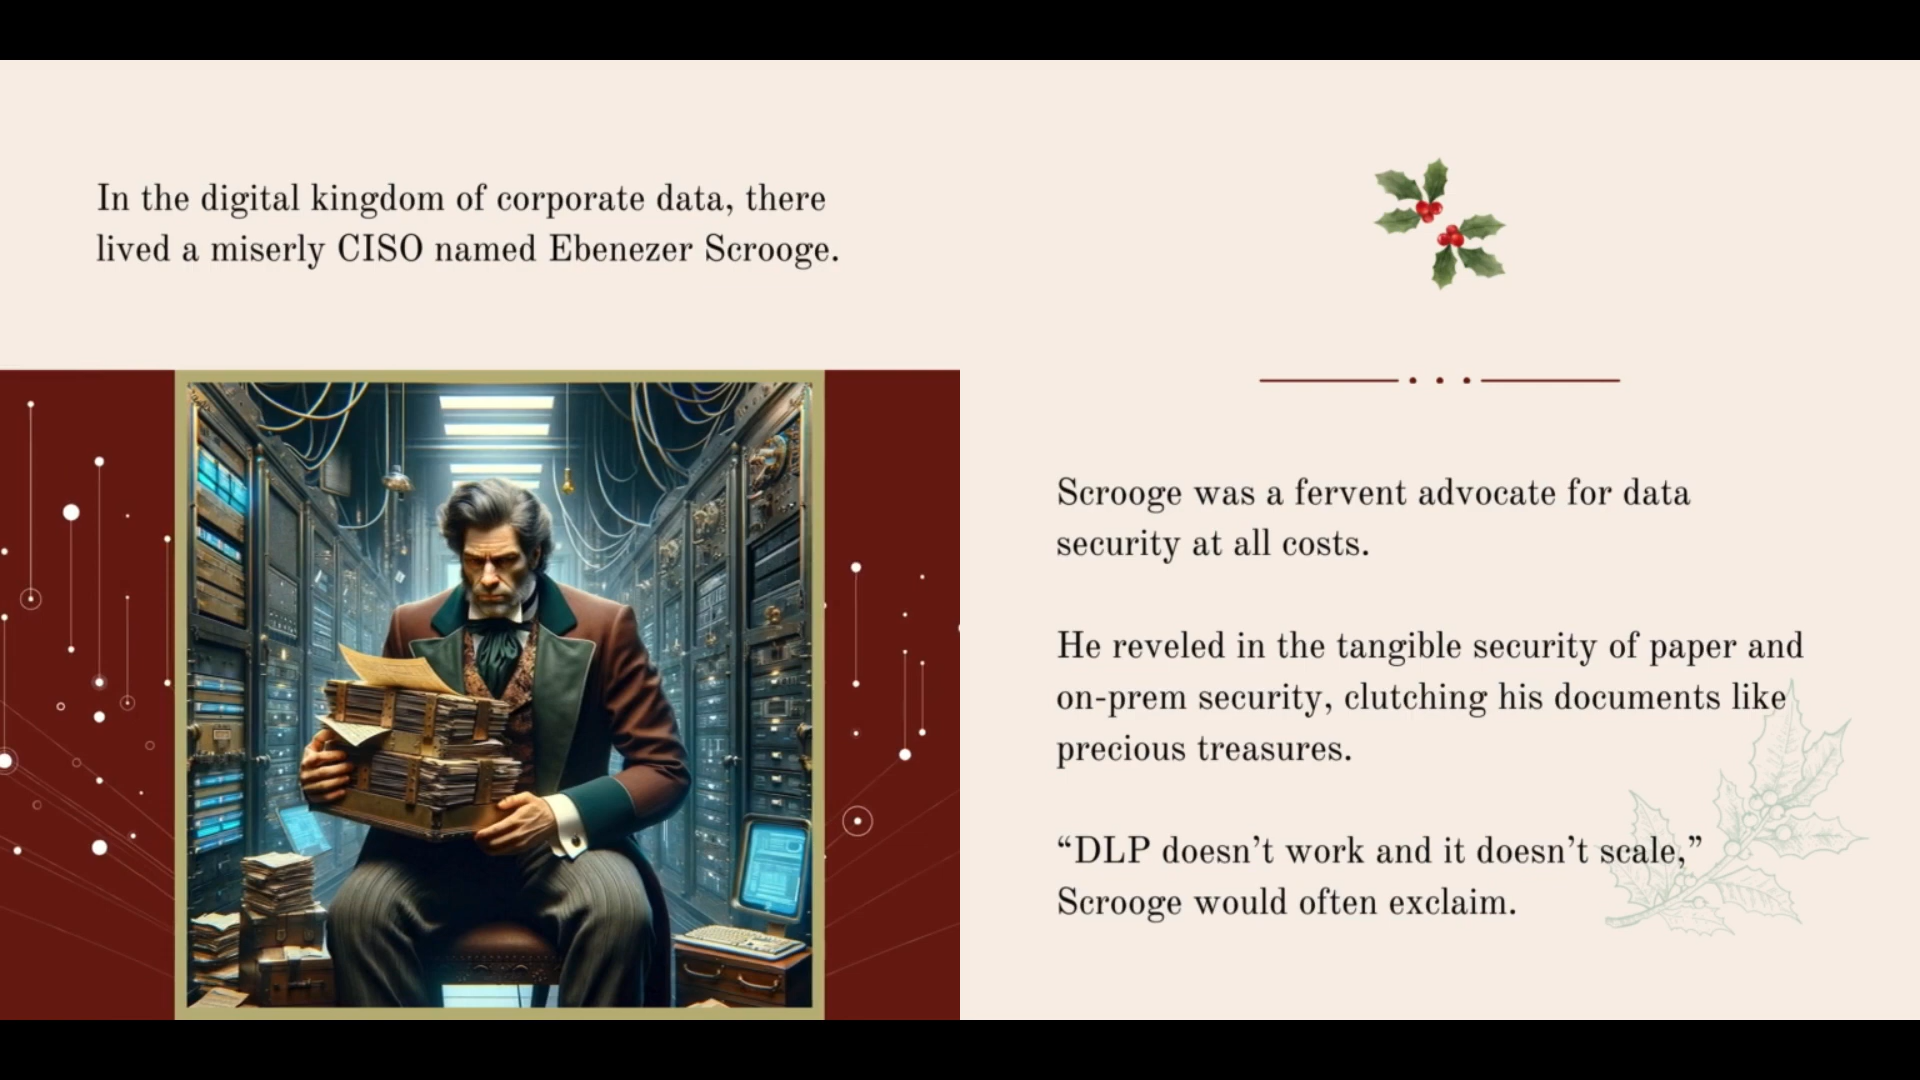 In the digital kingdom of corporate data, there
lived a miserly CISO named Ebenezer Scrooge.
Scrooge was a fervent advocate for data
security at all costs.
He reveled in the tangible security of paper and
on-prem security, clutching his documents like
precious treasures.
“DLP doesn’t work and it doesn’t scale,”
Scrooge would often exclaim.